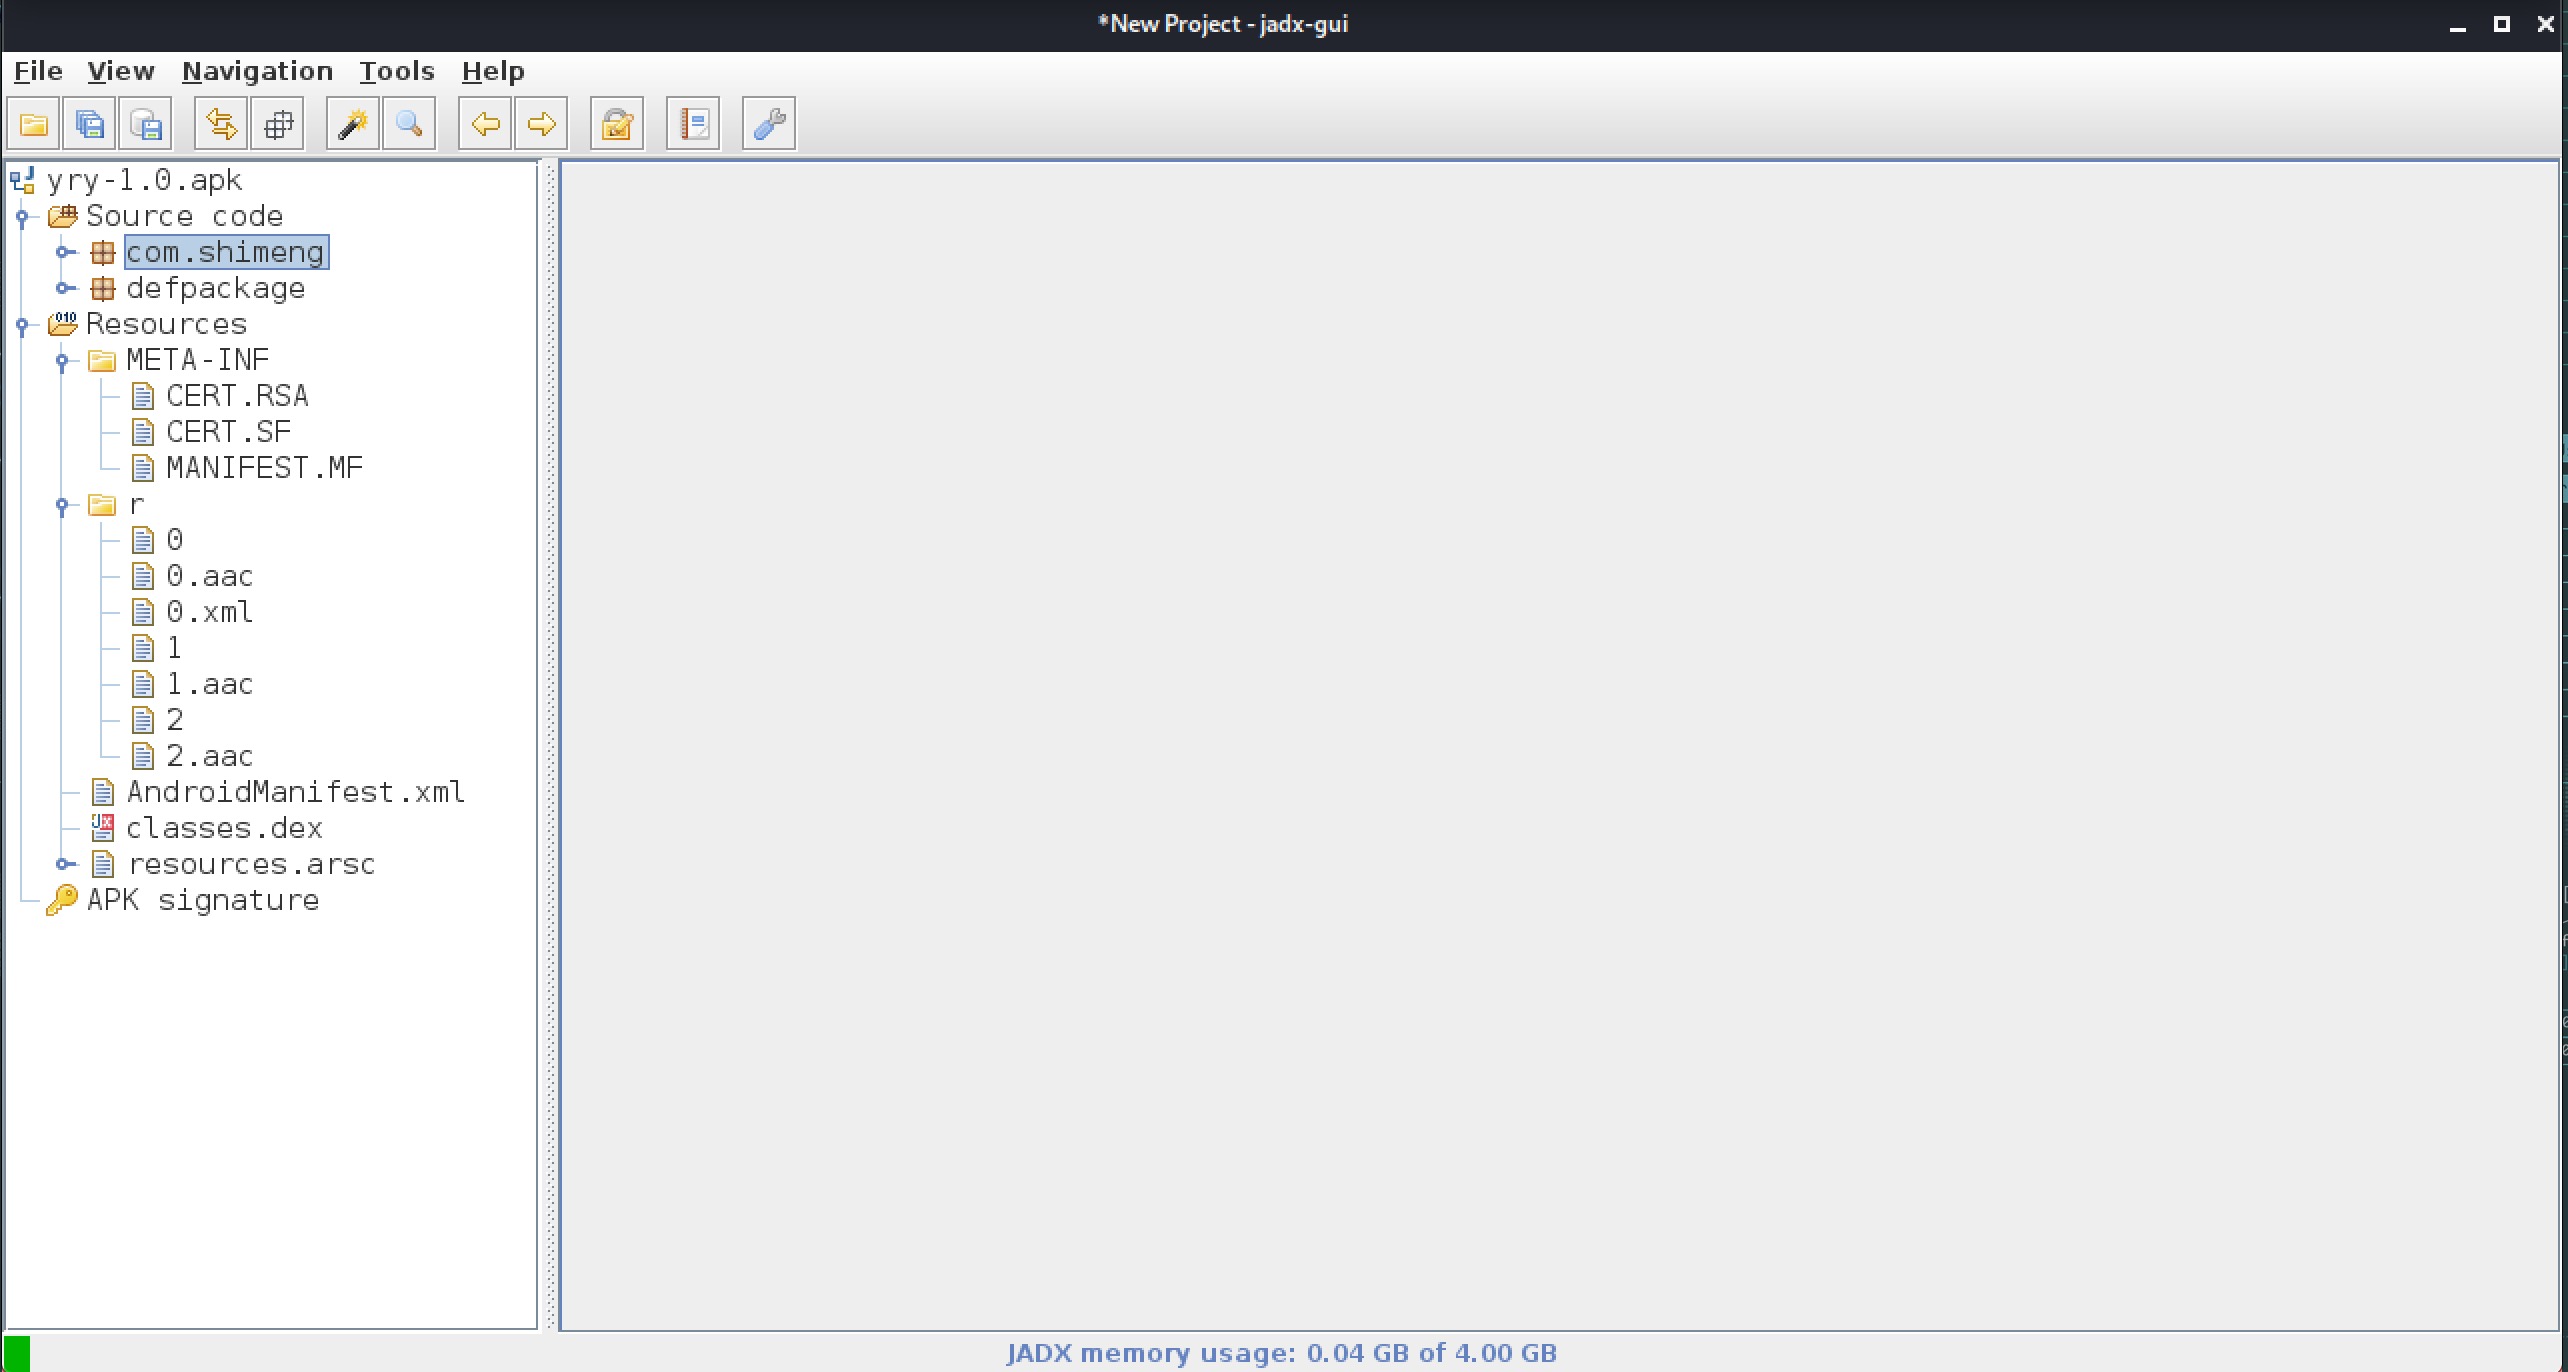 *New Project - jadx-gui
File View Navigation Tools Help
yry-1.0.apk
Source code
com.shimeng
defpackage
Resources
META-INF
CERT.RSA
CERT.SF
MANIFEST.MF
r
0
0.aac
0.xml
1
1.aac
2
2.aac
AndroidManifest.xml
classes.dex
resources.arsc
APK signature
JADX memory usage: 0.04 GB of 4.00 GB